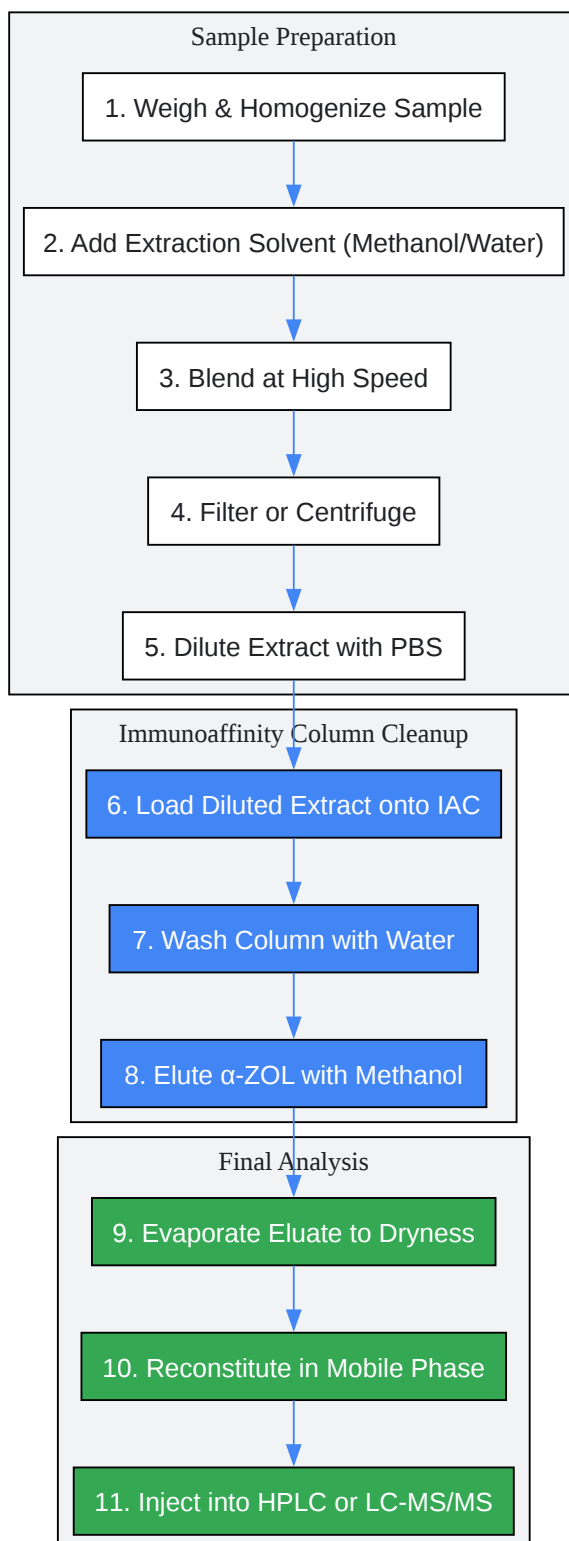 Sample Preparation
1. Weigh & Homogenize Sample
2. Add Extraction Solvent (Methanol/Water)
3. Blend at High Speed
4. Filter or Centrifuge
5. Dilute Extract with PBS
Immunoaffinity Column Cleanup
6. Load Diluted Extract onto IAC
7. Wash Column with Water
8. Elute α-ZOL with Methanol
Final Analysis
9. Evaporate Eluate to Dryness
10. Reconstitute in Mobile Phase
11. Inject into HPLC or LC-MS/MS